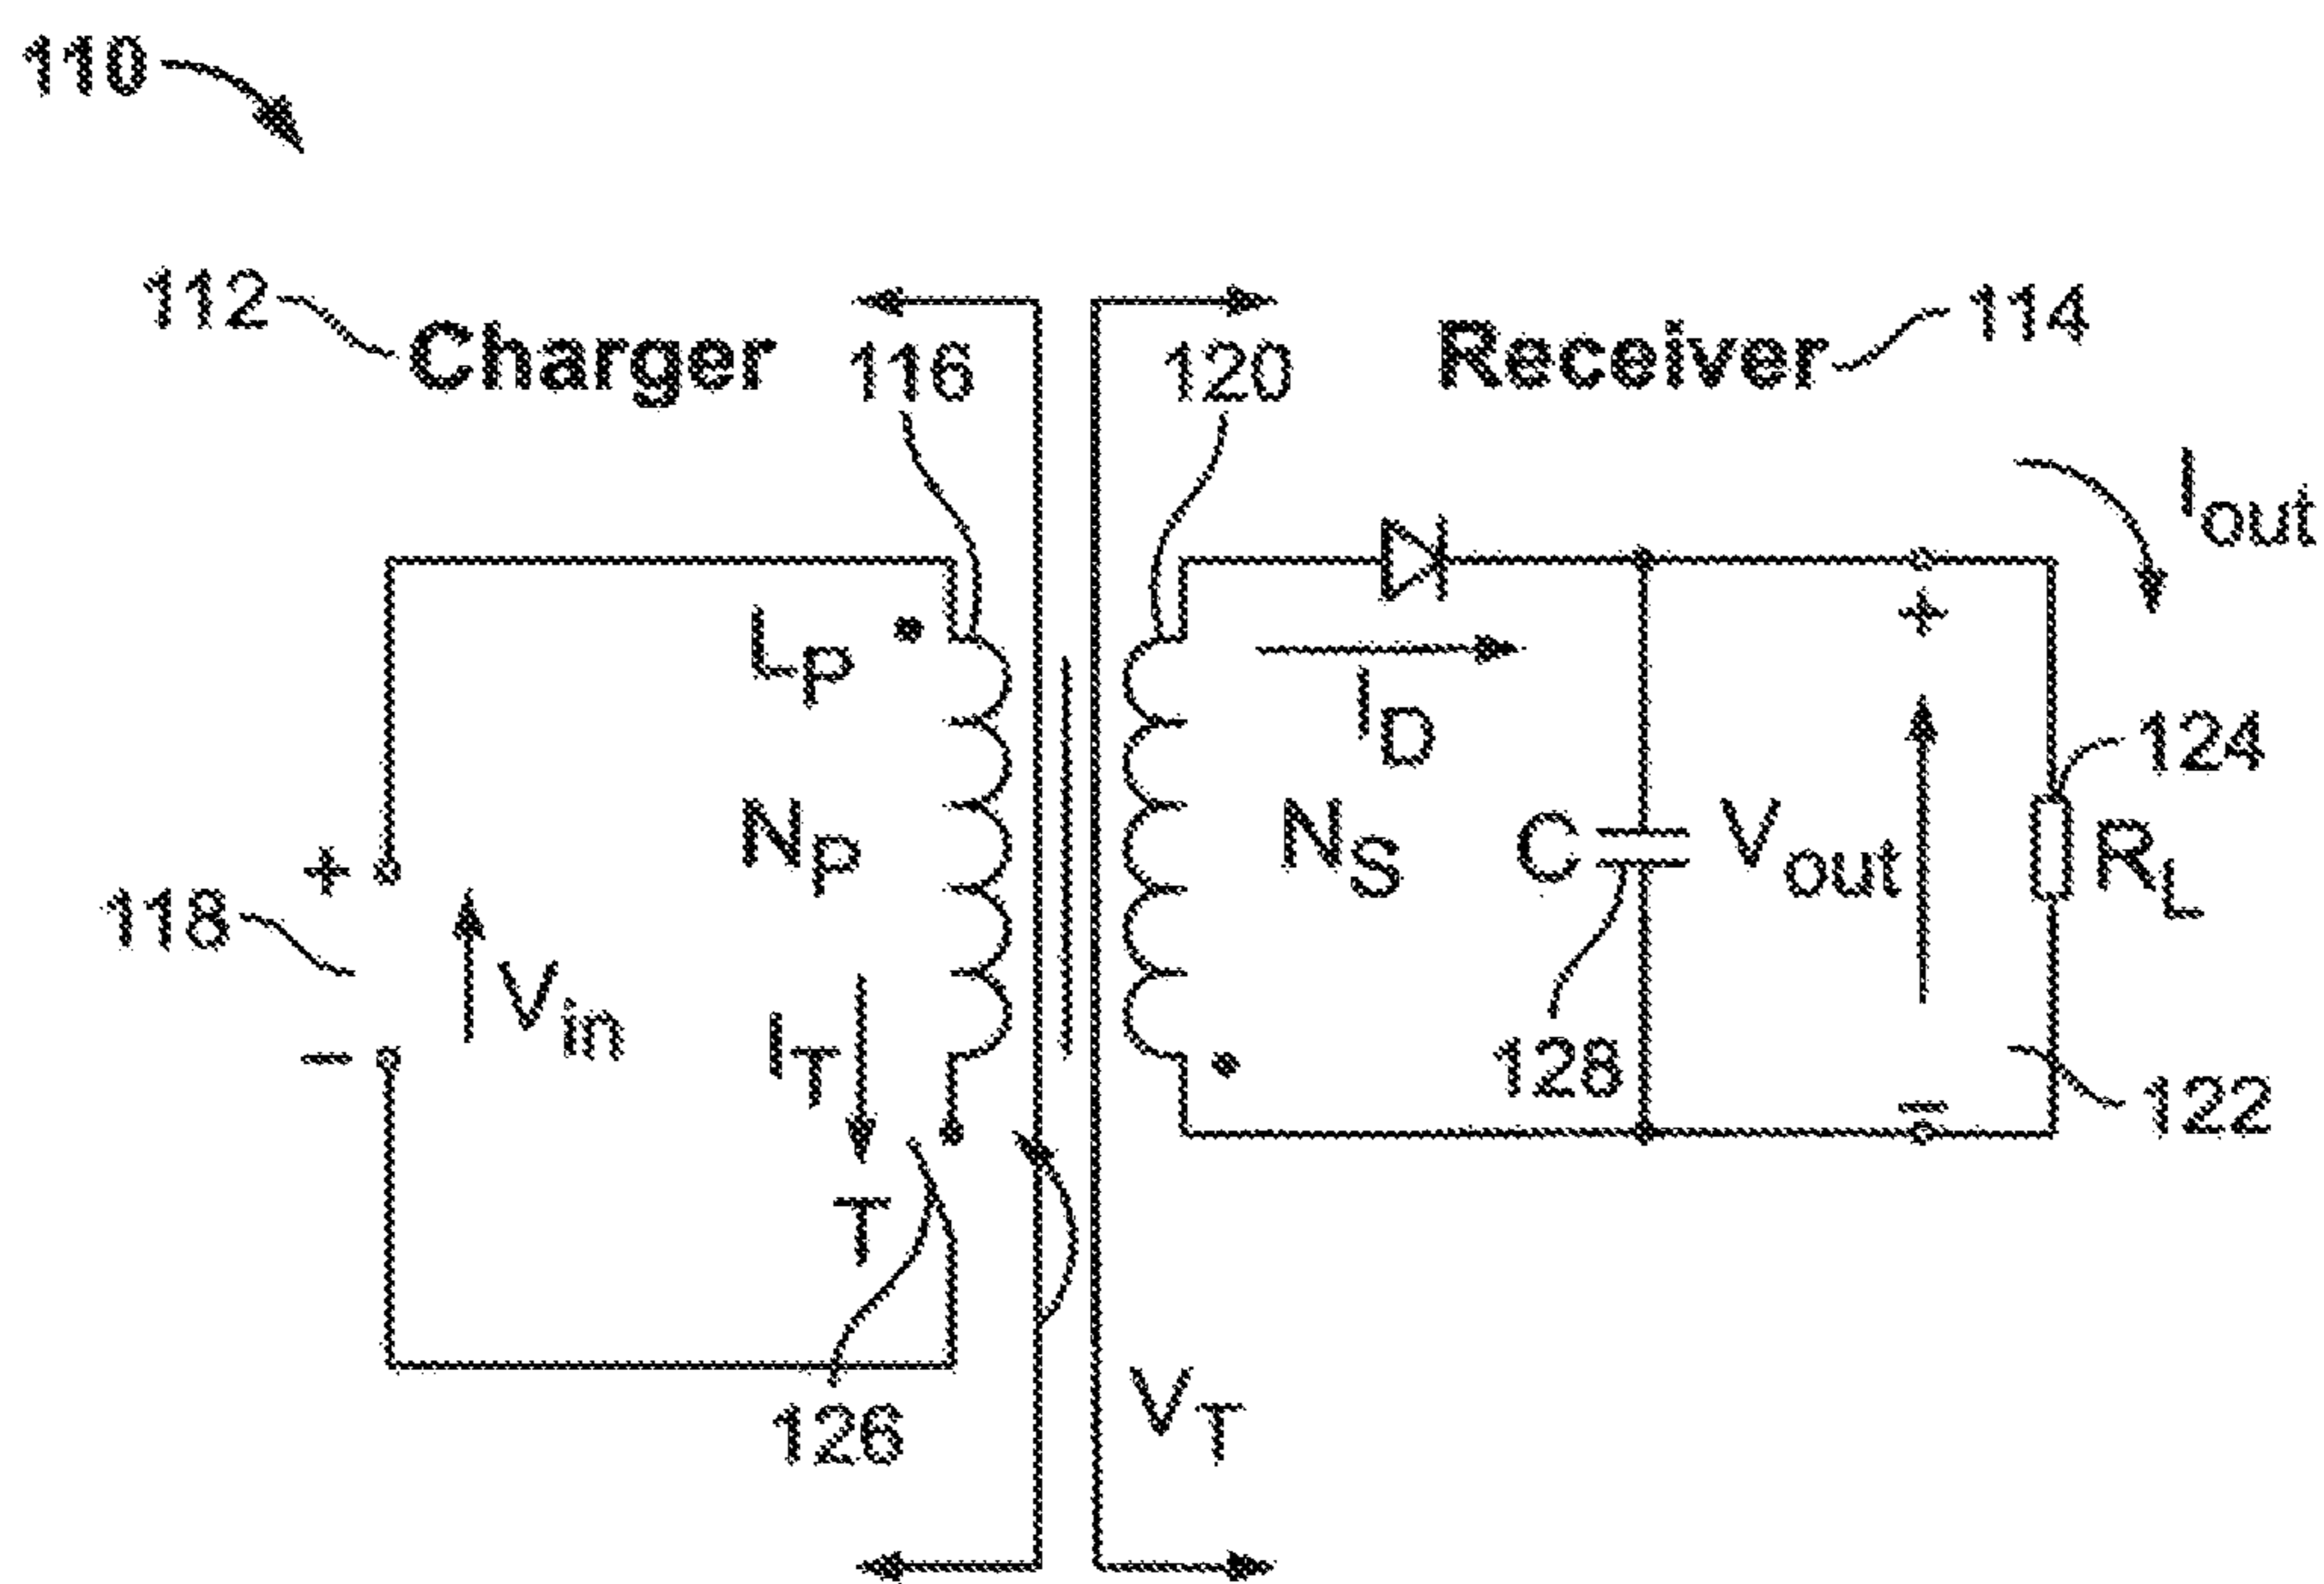 110
112
Charger
116
120
Receiver
114
Iout
LP
ID
NP
NS
C
Vout
124
RL
+
+
118
Vin
−
IT
128
−
122
T
126
VT